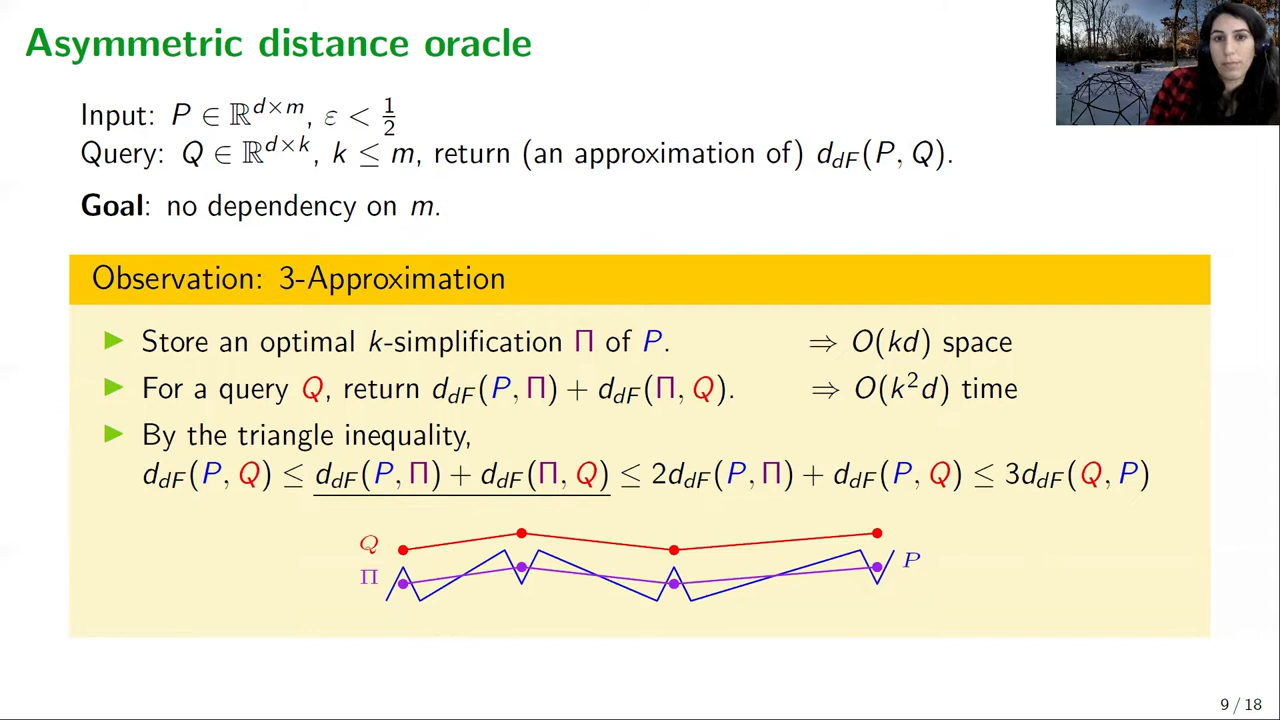 Asymmetric distance oracle
Input: P ∈ ℝ^{d×m}, ε < 1/2
Query: Q ∈ ℝ^{d×k}, k ≤ m, return (an approximation of) d_{dF}(P, Q).
Goal: no dependency on m.
Observation: 3-Approximation
▶ Store an optimal k-simplification Π of P. ⇒ O(kd) space
▶ For a query Q, return d_{dF}(P, Π) + d_{dF}(Π, Q). ⇒ O(k²d) time
▶ By the triangle inequality,
d_{dF}(P, Q) ≤ d_{dF}(P, Π) + d_{dF}(Π, Q) ≤ 2d_{dF}(P, Π) + d_{dF}(P, Q) ≤ 3d_{dF}(Q, P)
Q
Π
P
9 / 18